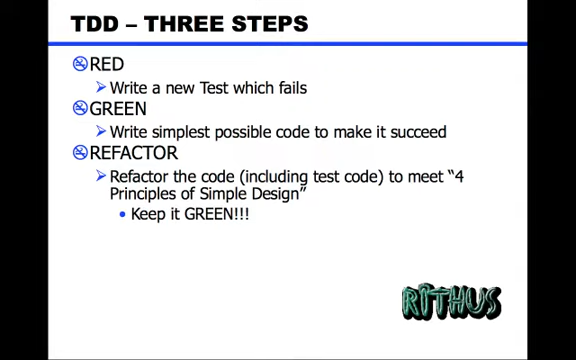 TDD – THREE STEPS
RED
Write a new Test which fails
GREEN
Write simplest possible code to make it succeed
REFACTOR
Refactor the code (including test code) to meet “4
Principles of Simple Design”
Keep it GREEN!!!
RITHUS